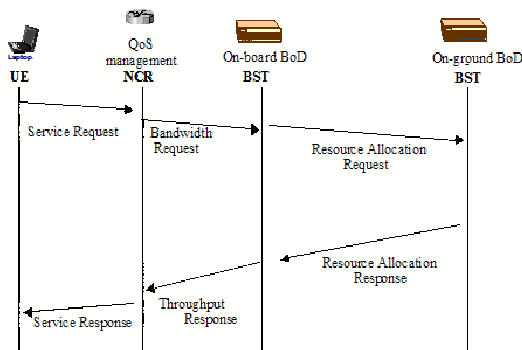 QoS
management
On-board BoD
On-ground BoD
Laptop
UE
NCR
BST
BST
Service Request
Bandwidth
Request
Resource Allocation
Request
Resource Allocation
Response
Throughput
Response
Service Response